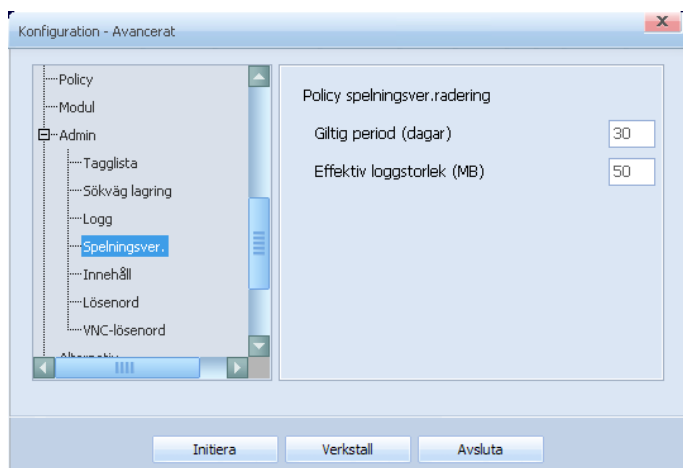 Konfiguration - Avancerat
Policy
Modul
Admin
Tagglista
Sökväg lagring
Logg
Spelningsver.
Innehåll
Lösenord
VNC-lösenord
Alternativ
Policy spelningsver.radering
Giltig period (dagar) 30
Effektiv loggstorlek (MB) 50
Initiera Verkstall Avsluta